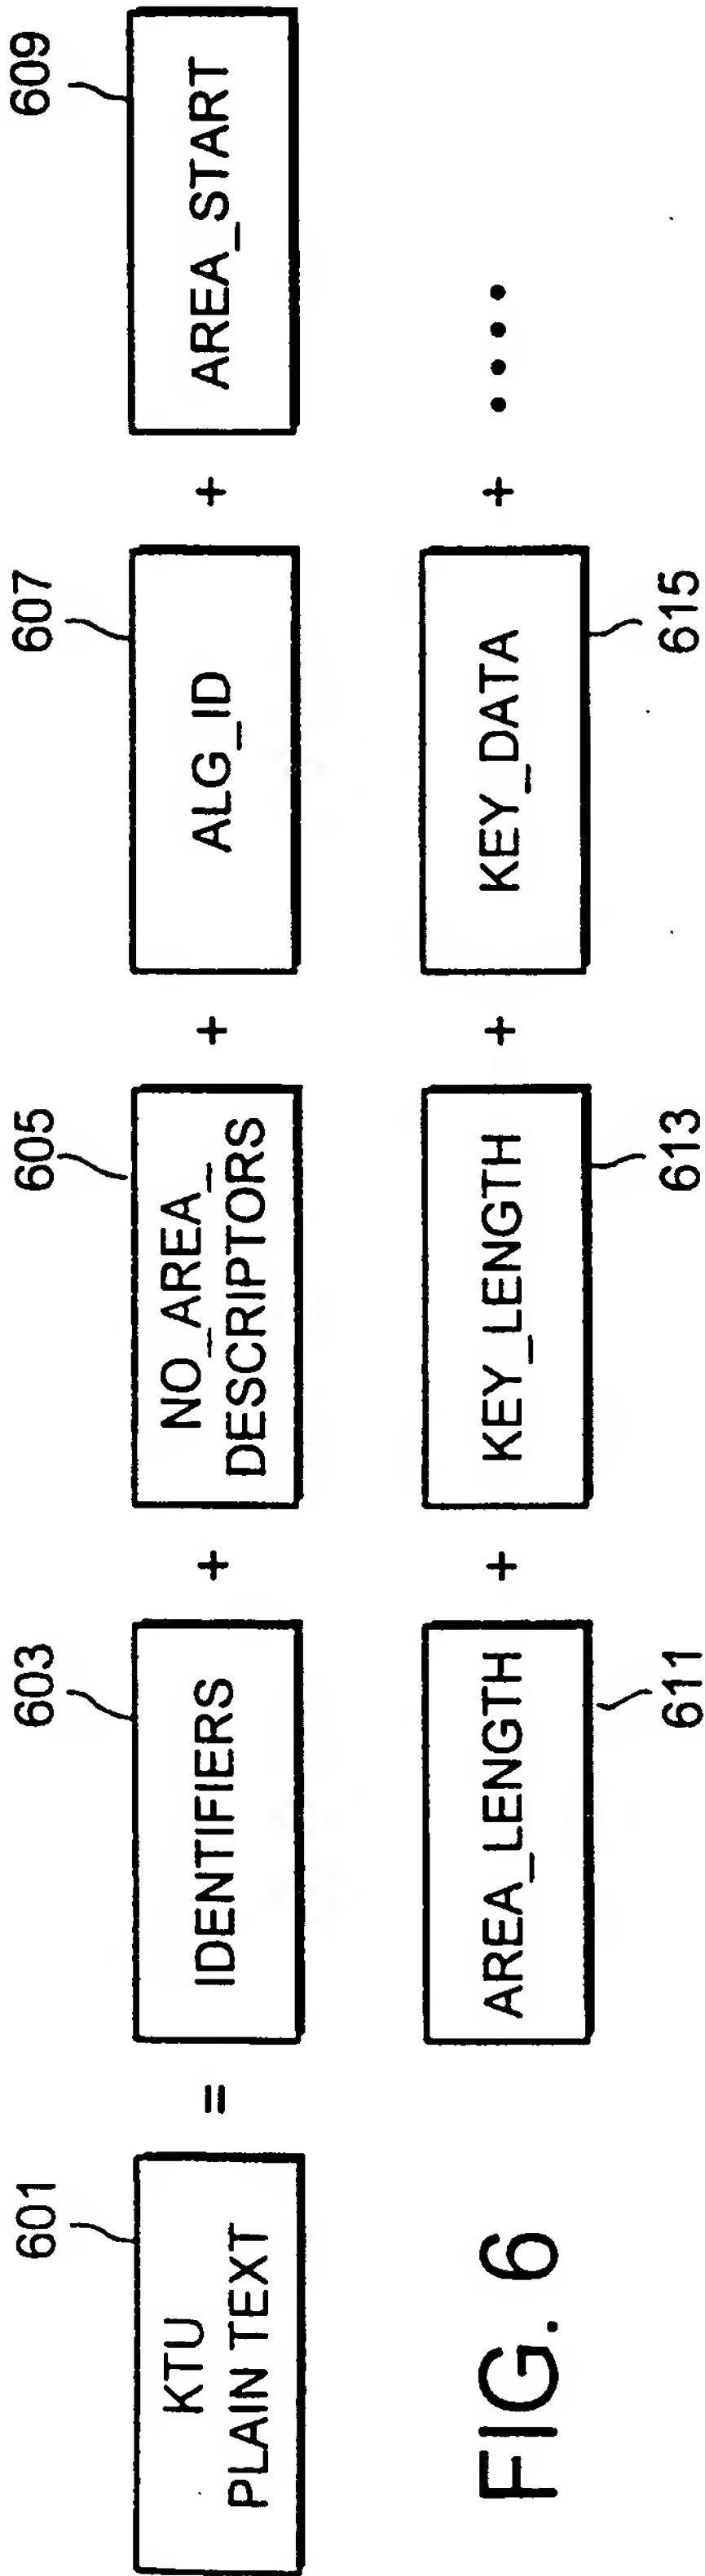 601 603 605 607 609
KTU
PLAIN TEXT
=
IDENTIFIERS
+
NO_AREA_
DESCRIPTORS
+
ALG_ID
+
AREA_START
AREA_LENGTH
+
KEY_LENGTH
+
KEY_DATA
+
....
611 613 615
FIG. 6